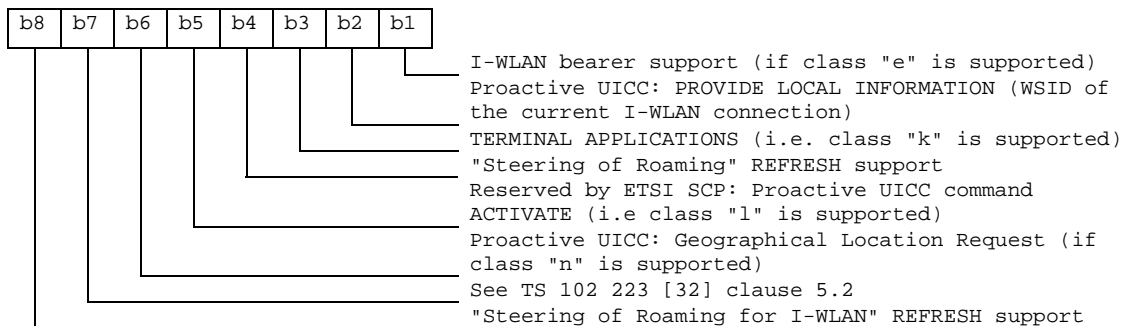 b8 b7 b6 b5 b4 b3 b2 b1
I-WLAN bearer support (if class "e" is supported)
Proactive UICC: PROVIDE LOCAL INFORMATION (WSID of
the current I-WLAN connection)
TERMINAL APPLICATIONS (i.e. class "k" is supported)
"Steering of Roaming" REFRESH support
Reserved by ETSI SCP: Proactive UICC command
ACTIVATE (i.e class "l" is supported)
Proactive UICC: Geographical Location Request (if
class "n" is supported)
See TS 102 223 [32] clause 5.2
"Steering of Roaming for I-WLAN" REFRESH support